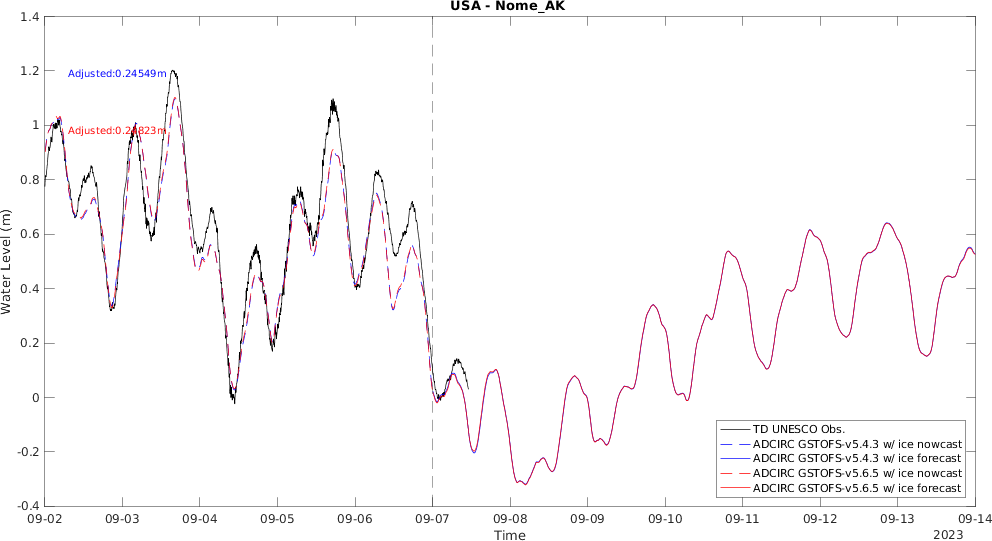 USA - Nome_AK
1.4
1.2
1
0.8
0.6
0.4
0.2
0
-0.2
-0.4
Water Level (m)
Adjusted:0.24549m
TD UNESCO Obs.
ADCIRC GSTOFS-v5.4.3 w/ ice nowcast
ADCIRC GSTOFS-v5.4.3 w/ ice forecast
ADCIRC GSTOFS-v5.6.5 w/ ice nowcast
ADCIRC GSTOFS-v5.6.5 w/ ice forecast
09-02 09-03 09-04 09-05 09-06 09-07 09-08 09-09 09-10 09-11 09-12 09-13 09-14
Time
2023